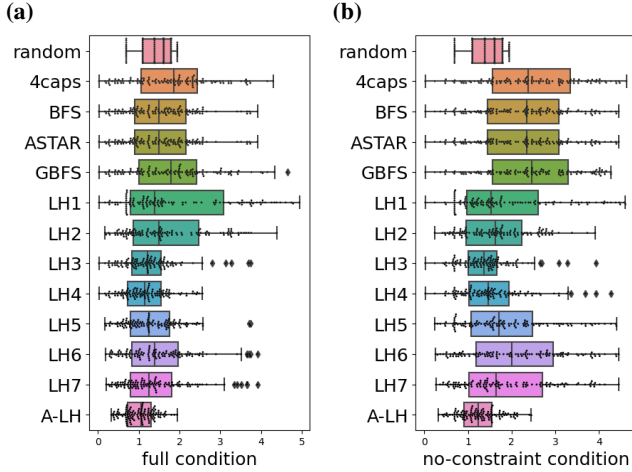 (a)
random
4caps
BFS
ASTAR
GBFS
LH1
LH2
LH3
LH4
LH5
LH6
LH7
A-LH
0 1 2 3 4 5
full condition
(b)
random
4caps
BFS
ASTAR
GBFS
LH1
LH2
LH3
LH4
LH5
LH6
LH7
A-LH
0 1 2 3 4
no-constraint condition